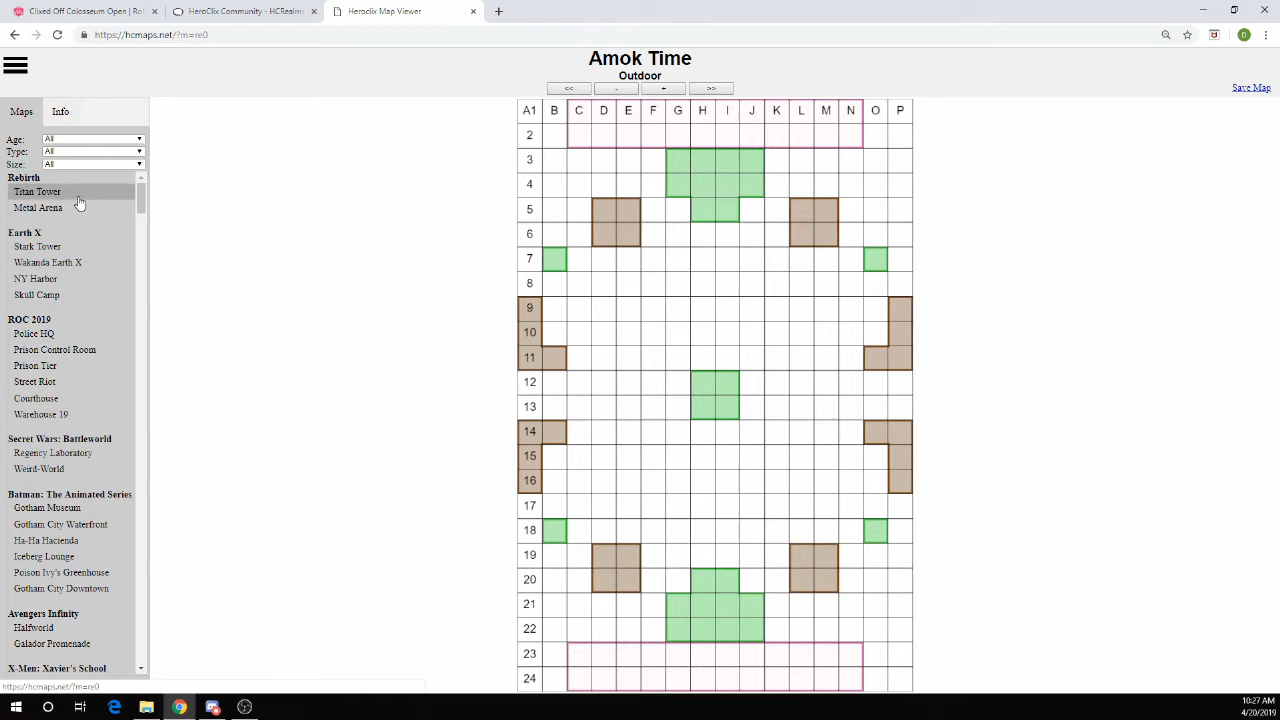 Clixed Off Colosseum Open | Rol
HeroClix Community - HCRealms
Heroclix Map Viewer
https://hcmaps.net/?m=re0
Amok Time
Outdoor
<<
-
+
>>
Save Map
Maps
Info
Age:
All
Type:
All
Size:
All
Rebirth
Titan Tower
Metal Arena
Earth X
Stark Tower
Wakanda Earth X
NY Harbor
Skull Camp
ROC 2019
Police HQ
Prison Control Room
Prison Tier
Street Riot
Courthouse
Warehouse 19
Secret Wars: Battleworld
Regency Laboratory
Weird-World
Batman: The Animated Series
Gotham Museum
Gotham City Waterfront
Ha-Ha Hacienda
Iceberg Lounge
Poison Ivy's Greenhouse
Gotham City Downtown
Avengers Infinity
Halfworld
Galador Promenade
X-Men: Xavier's School
A1 B C D E F G H I J K L M N O P
2
3
4
5
6
7
8
9
10
11
12
13
14
15
16
17
18
19
20
21
22
23
24
https://hcmaps.net/?m=re0
10:27 AM
4/20/2019